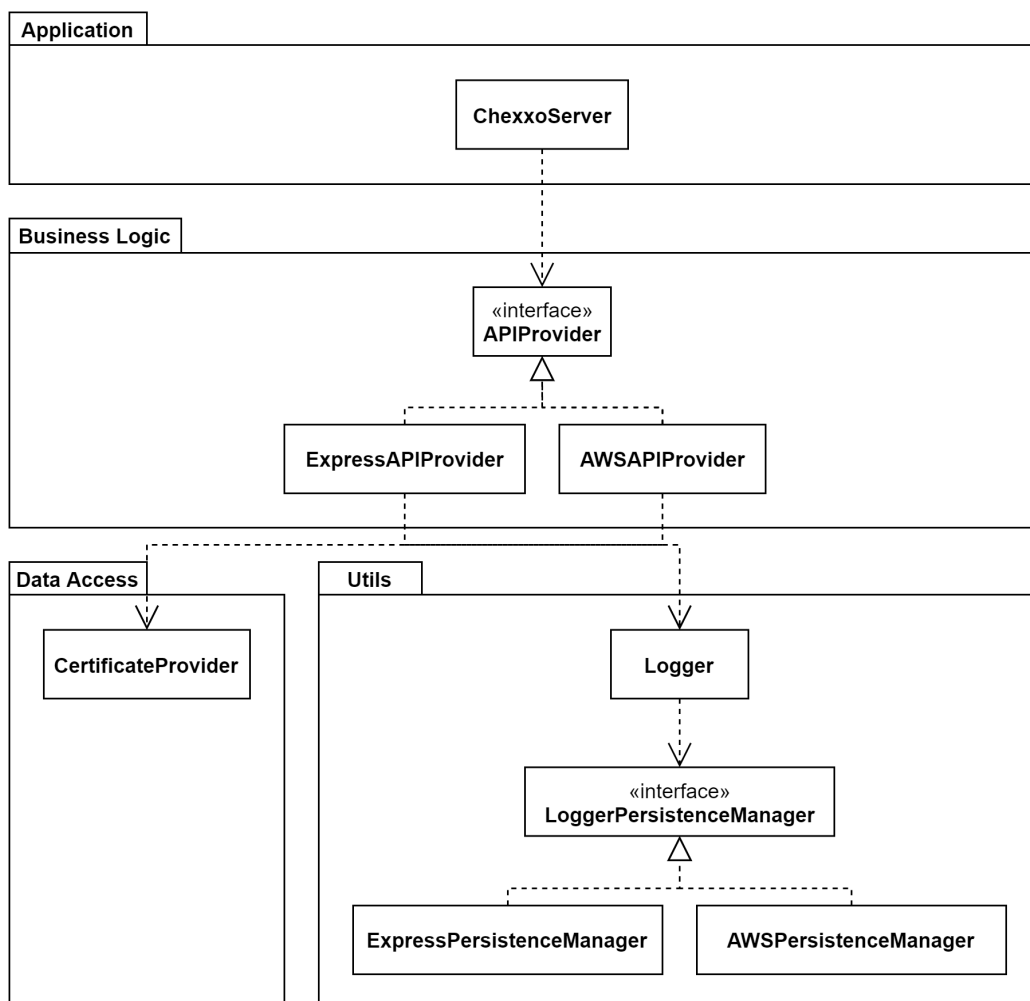 Application
ChexxoServer
Business Logic
«interface»
APIProvider
ExpressAPIProvider
AWSAPIProvider
Data Access
Utils
CertificateProvider
Logger
«interface»
LoggerPersistenceManager
ExpressPersistenceManager
AWSPersistenceManager